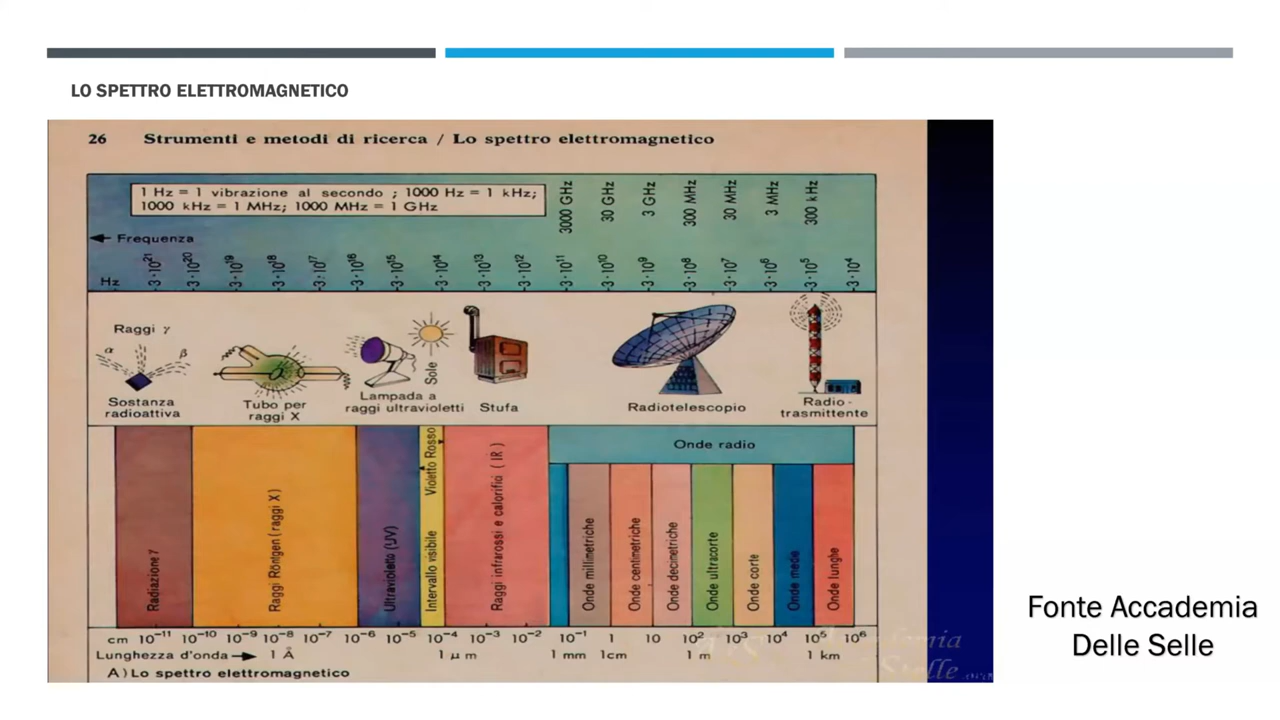 LO SPETTRO ELETTROMAGNETICO
26 Strumenti e metodi di ricerca / Lo spettro elettromagnetico
1 Hz = 1 vibrazione al secondo ; 1000 Hz = 1 kHz;
1000 kHz = 1 MHz; 1000 MHz = 1 GHz
3000 GHz 30 GHz 3 GHz 300 MHz 30 MHz 3 MHz 300 kHz
Frequenza
Hz 3·10²¹ 3·10²⁰ 3·10¹⁹ 3·10¹⁸ 3·10¹⁷ 3·10¹⁶ 3·10¹⁵ 3·10¹⁴ 3·10¹³ 3·10¹² 3·10¹¹ 3·10¹⁰ 3·10⁹ 3·10⁸ 3·10⁷ 3·10⁶ 3·10⁵ 3·10⁴
Raggi γ
α β
Sostanza
radioattiva
Tubo per
raggi X
Lampada a
raggi ultravioletti
Sole
Stufa
Radiotelescopio
Radio-
trasmittente
Onde radio
Radiazione γ
Raggi Röntgen (raggi X)
Ultravioletto (UV)
Intervallo visibile
Violetto Rosso
Raggi infrarossi e calorifici (IR)
Onde millimetriche
Onde centimetriche
Onde decimetriche
Onde ultracorte
Onde corte
Onde medie
Onde lunghe
cm 10⁻¹¹ 10⁻¹⁰ 10⁻⁹ 10⁻⁸ 10⁻⁷ 10⁻⁶ 10⁻⁵ 10⁻⁴ 10⁻³ 10⁻² 10⁻¹ 1 10 10² 10³ 10⁴ 10⁵ 10⁶
Lunghezza d'onda 1 Å 1 μm 1 mm 1cm 1 m 1 km
A) Lo spettro elettromagnetico
Fonte Accademia
Delle Selle